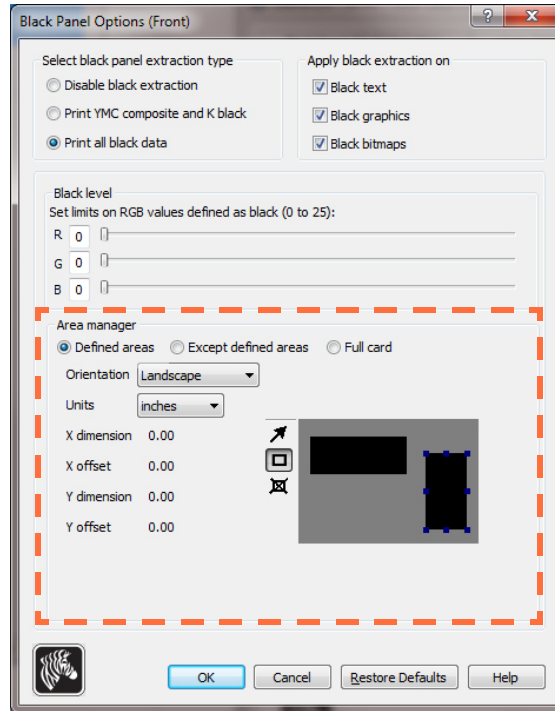 Black Panel Options (Front)
Select black panel extraction type
Disable black extraction
Print YMC composite and K black
Print all black data
Apply black extraction on
Black text
Black graphics
Black bitmaps
Black level
Set limits on RGB values defined as black (0 to 25):
R 0
G 0
B 0
Area manager
Defined areas Except defined areas Full card
Orientation Landscape
Units inches
X dimension 0.00
X offset 0.00
Y dimension 0.00
Y offset 0.00
OK Cancel Restore Defaults Help